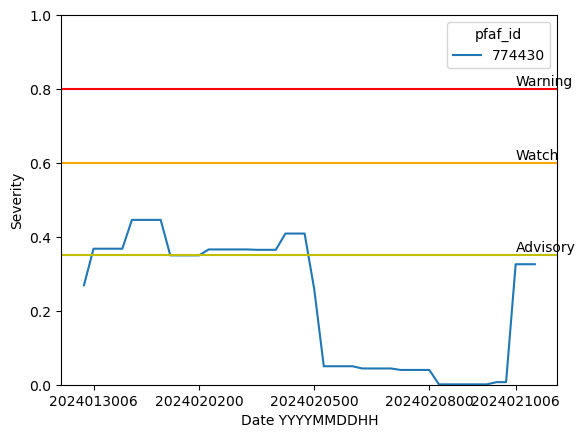 pfaf_id
774430
1.0
0.8
0.6
0.4
0.2
0.0
Severity
Warning
Watch
Advisory
2024013006
2024020200
2024020500
2024020800
2024021006
Date YYYYMMDDHH